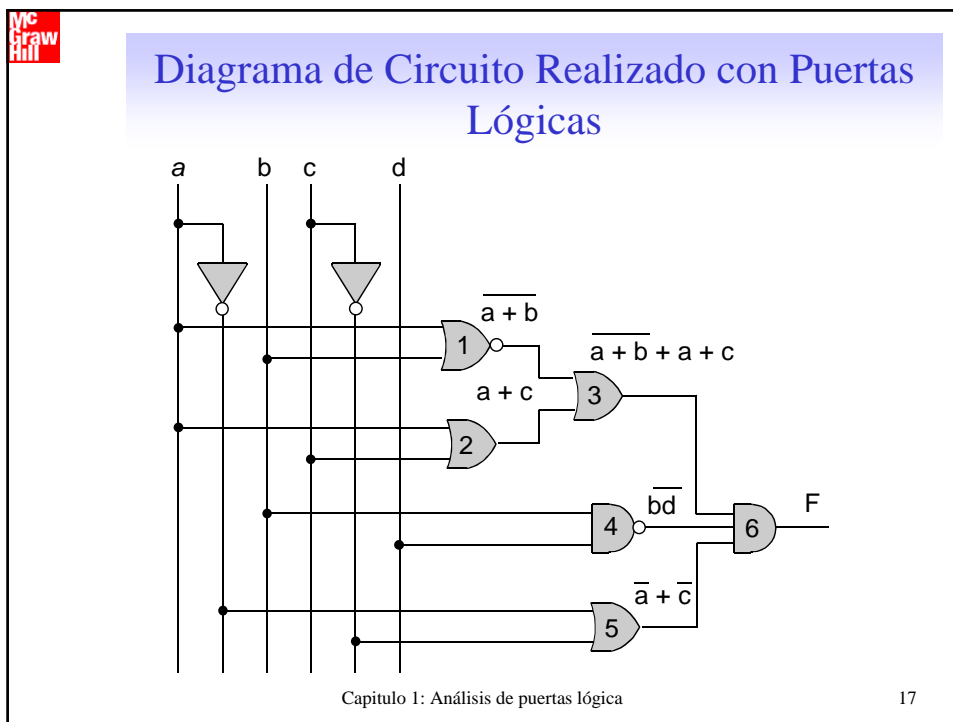 Mc
Graw
Hill
Diagrama de Circuito Realizado con Puertas
Lógicas
a b c d
a + b
1
a + b + a + c
a + c
3
2
bd
F
4
6
a + c
5
Capitulo 1: Análisis de puertas lógica 17